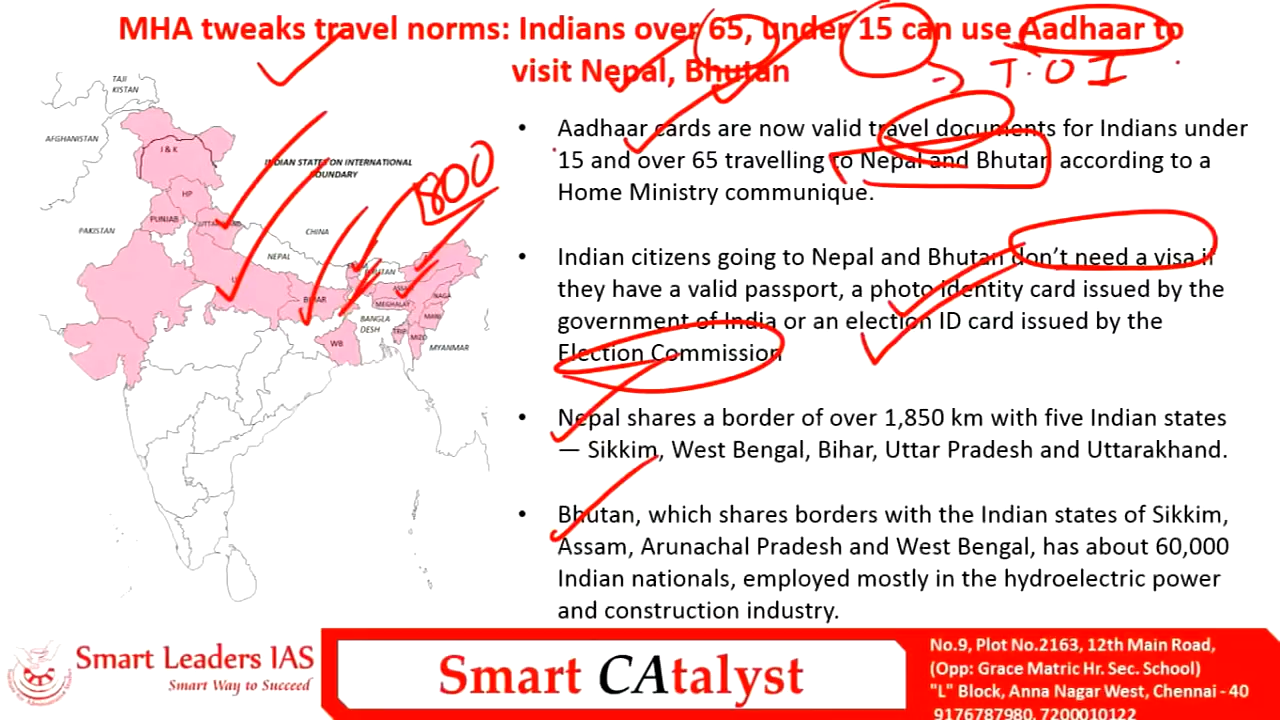 MHA tweaks travel norms: Indians over 65, under 15 can use Aadhaar to
visit Nepal, Bhutan
T.OI
• Aadhaar cards are now valid travel documents for Indians under
15 and over 65 travelling to Nepal and Bhutan according to a
Home Ministry communique.
• Indian citizens going to Nepal and Bhutan don't need a visa if
they have a valid passport, a photo identity card issued by the
government of India or an election ID card issued by the
Election Commission
• Nepal shares a border of over 1,850 km with five Indian states
— Sikkim, West Bengal, Bihar, Uttar Pradesh and Uttarakhand.
• Bhutan, which shares borders with the Indian states of Sikkim,
Assam, Arunachal Pradesh and West Bengal, has about 60,000
Indian nationals, employed mostly in the hydroelectric power
and construction industry.
TAJI
KISTAN
AFGHANISTAN
J & K
INDIAN STATES ON INTERNATIONAL
BOUNDARY
1800
HP
PUNJAB
PAKISTAN
CHINA
NEPAL
BHUTAN
BIHAR
MEGHALAY
NAGA
MANI
BANGLA
DESH
TRIP
MIZO
WB
MYANMAR
Smart Leaders IAS
Smart Way to Succeed
Smart CAtalyst
No.9, Plot No.2163, 12th Main Road,
(Opp: Grace Matric Hr. Sec. School)
"L" Block, Anna Nagar West, Chennai - 40
9176787980, 7200010122